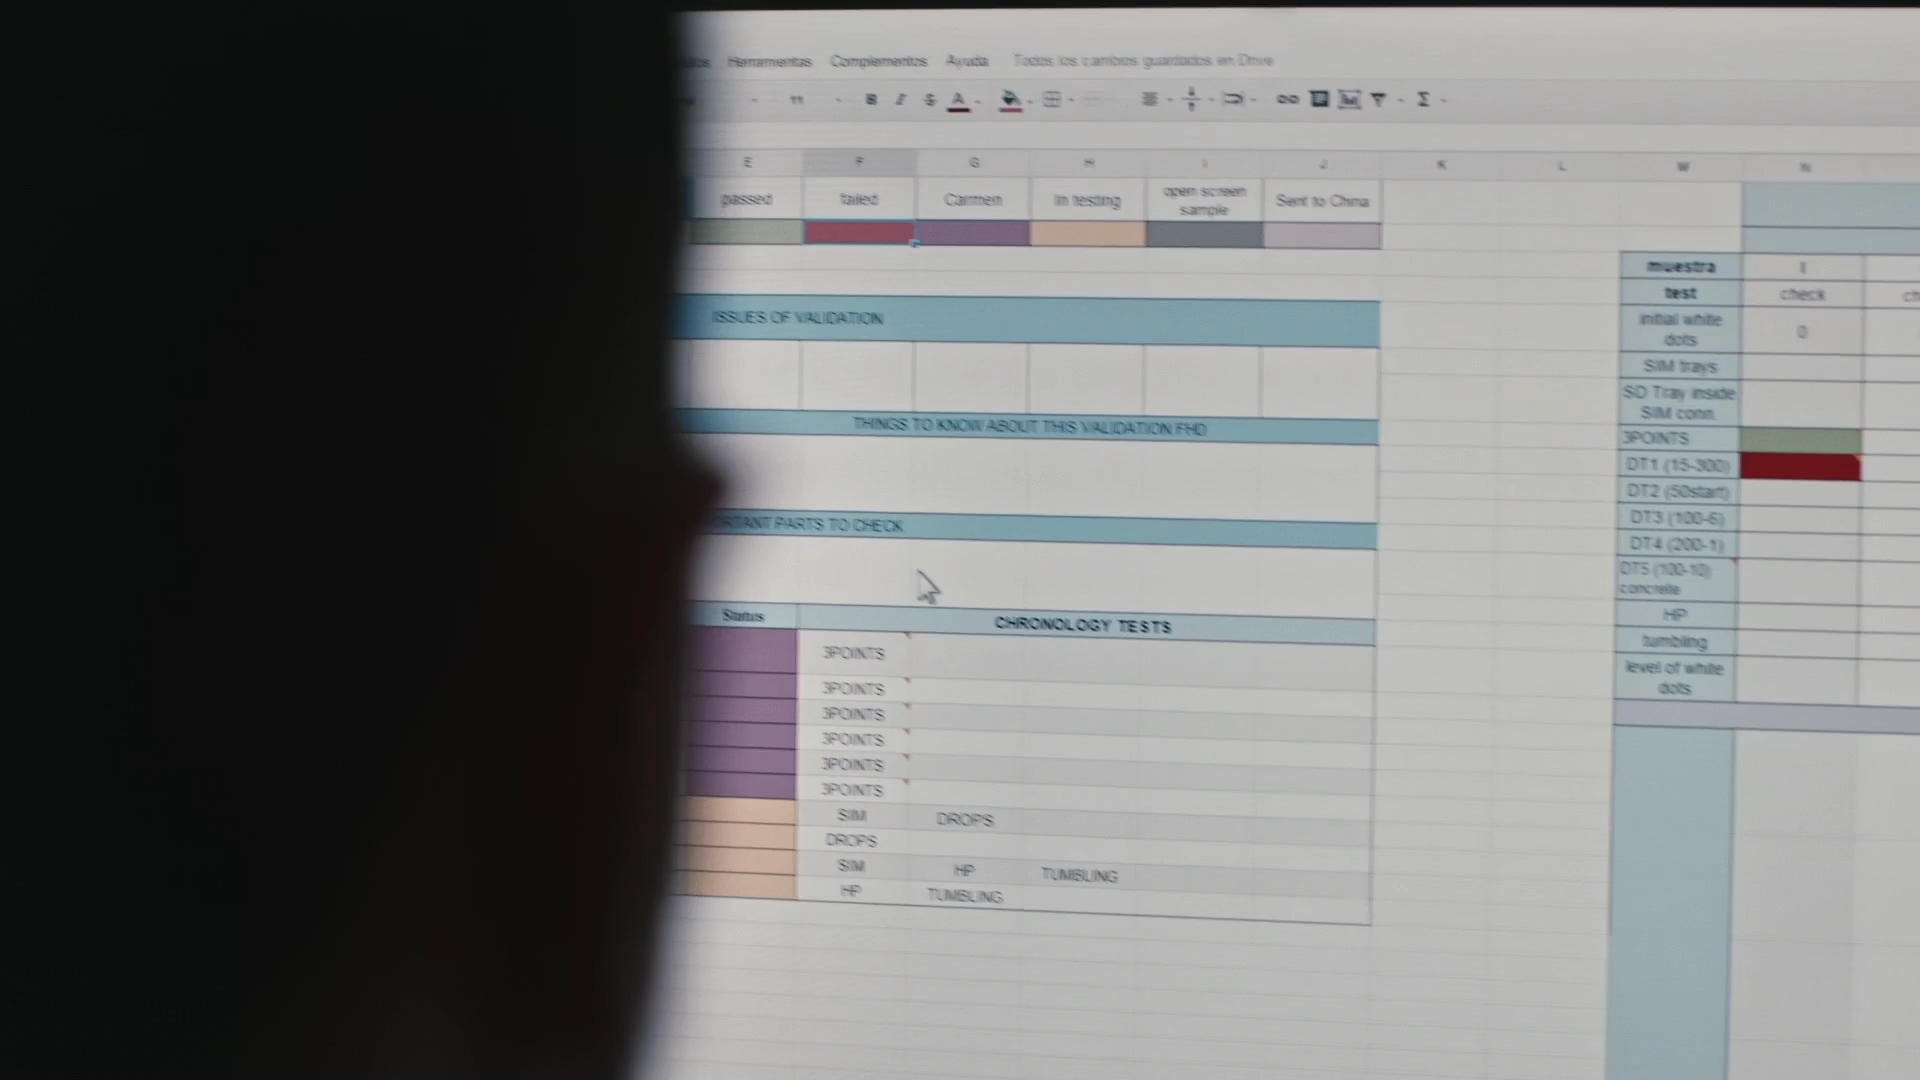 Herramientas Complementos Ayuda Todos los cambios guardados en Drive
B I S A Σ
E F G H I J K L M N
passed failed Carmen In testing open screen sample Sent to China
ISSUES OF VALIDATION
THINGS TO KNOW ABOUT THIS VALIDATION FHD
PARTS TO CHECK
Status CHRONOLOGY TESTS
3POINTS
3POINTS
3POINTS
3POINTS
3POINTS
3POINTS
SIM DROPS
DROPS
SIM HP TUMBLING
HP TUMBLING
muestra 1
test check
initial white dots 0
SIM trays
SD Tray inside
SIM conn.
3POINTS
DT1 (15-300)
DT2 (50start)
DT3 (100-6)
DT4 (200-1)
DT5 (100-10)
concrete
HP
tumbling
level of white
dots